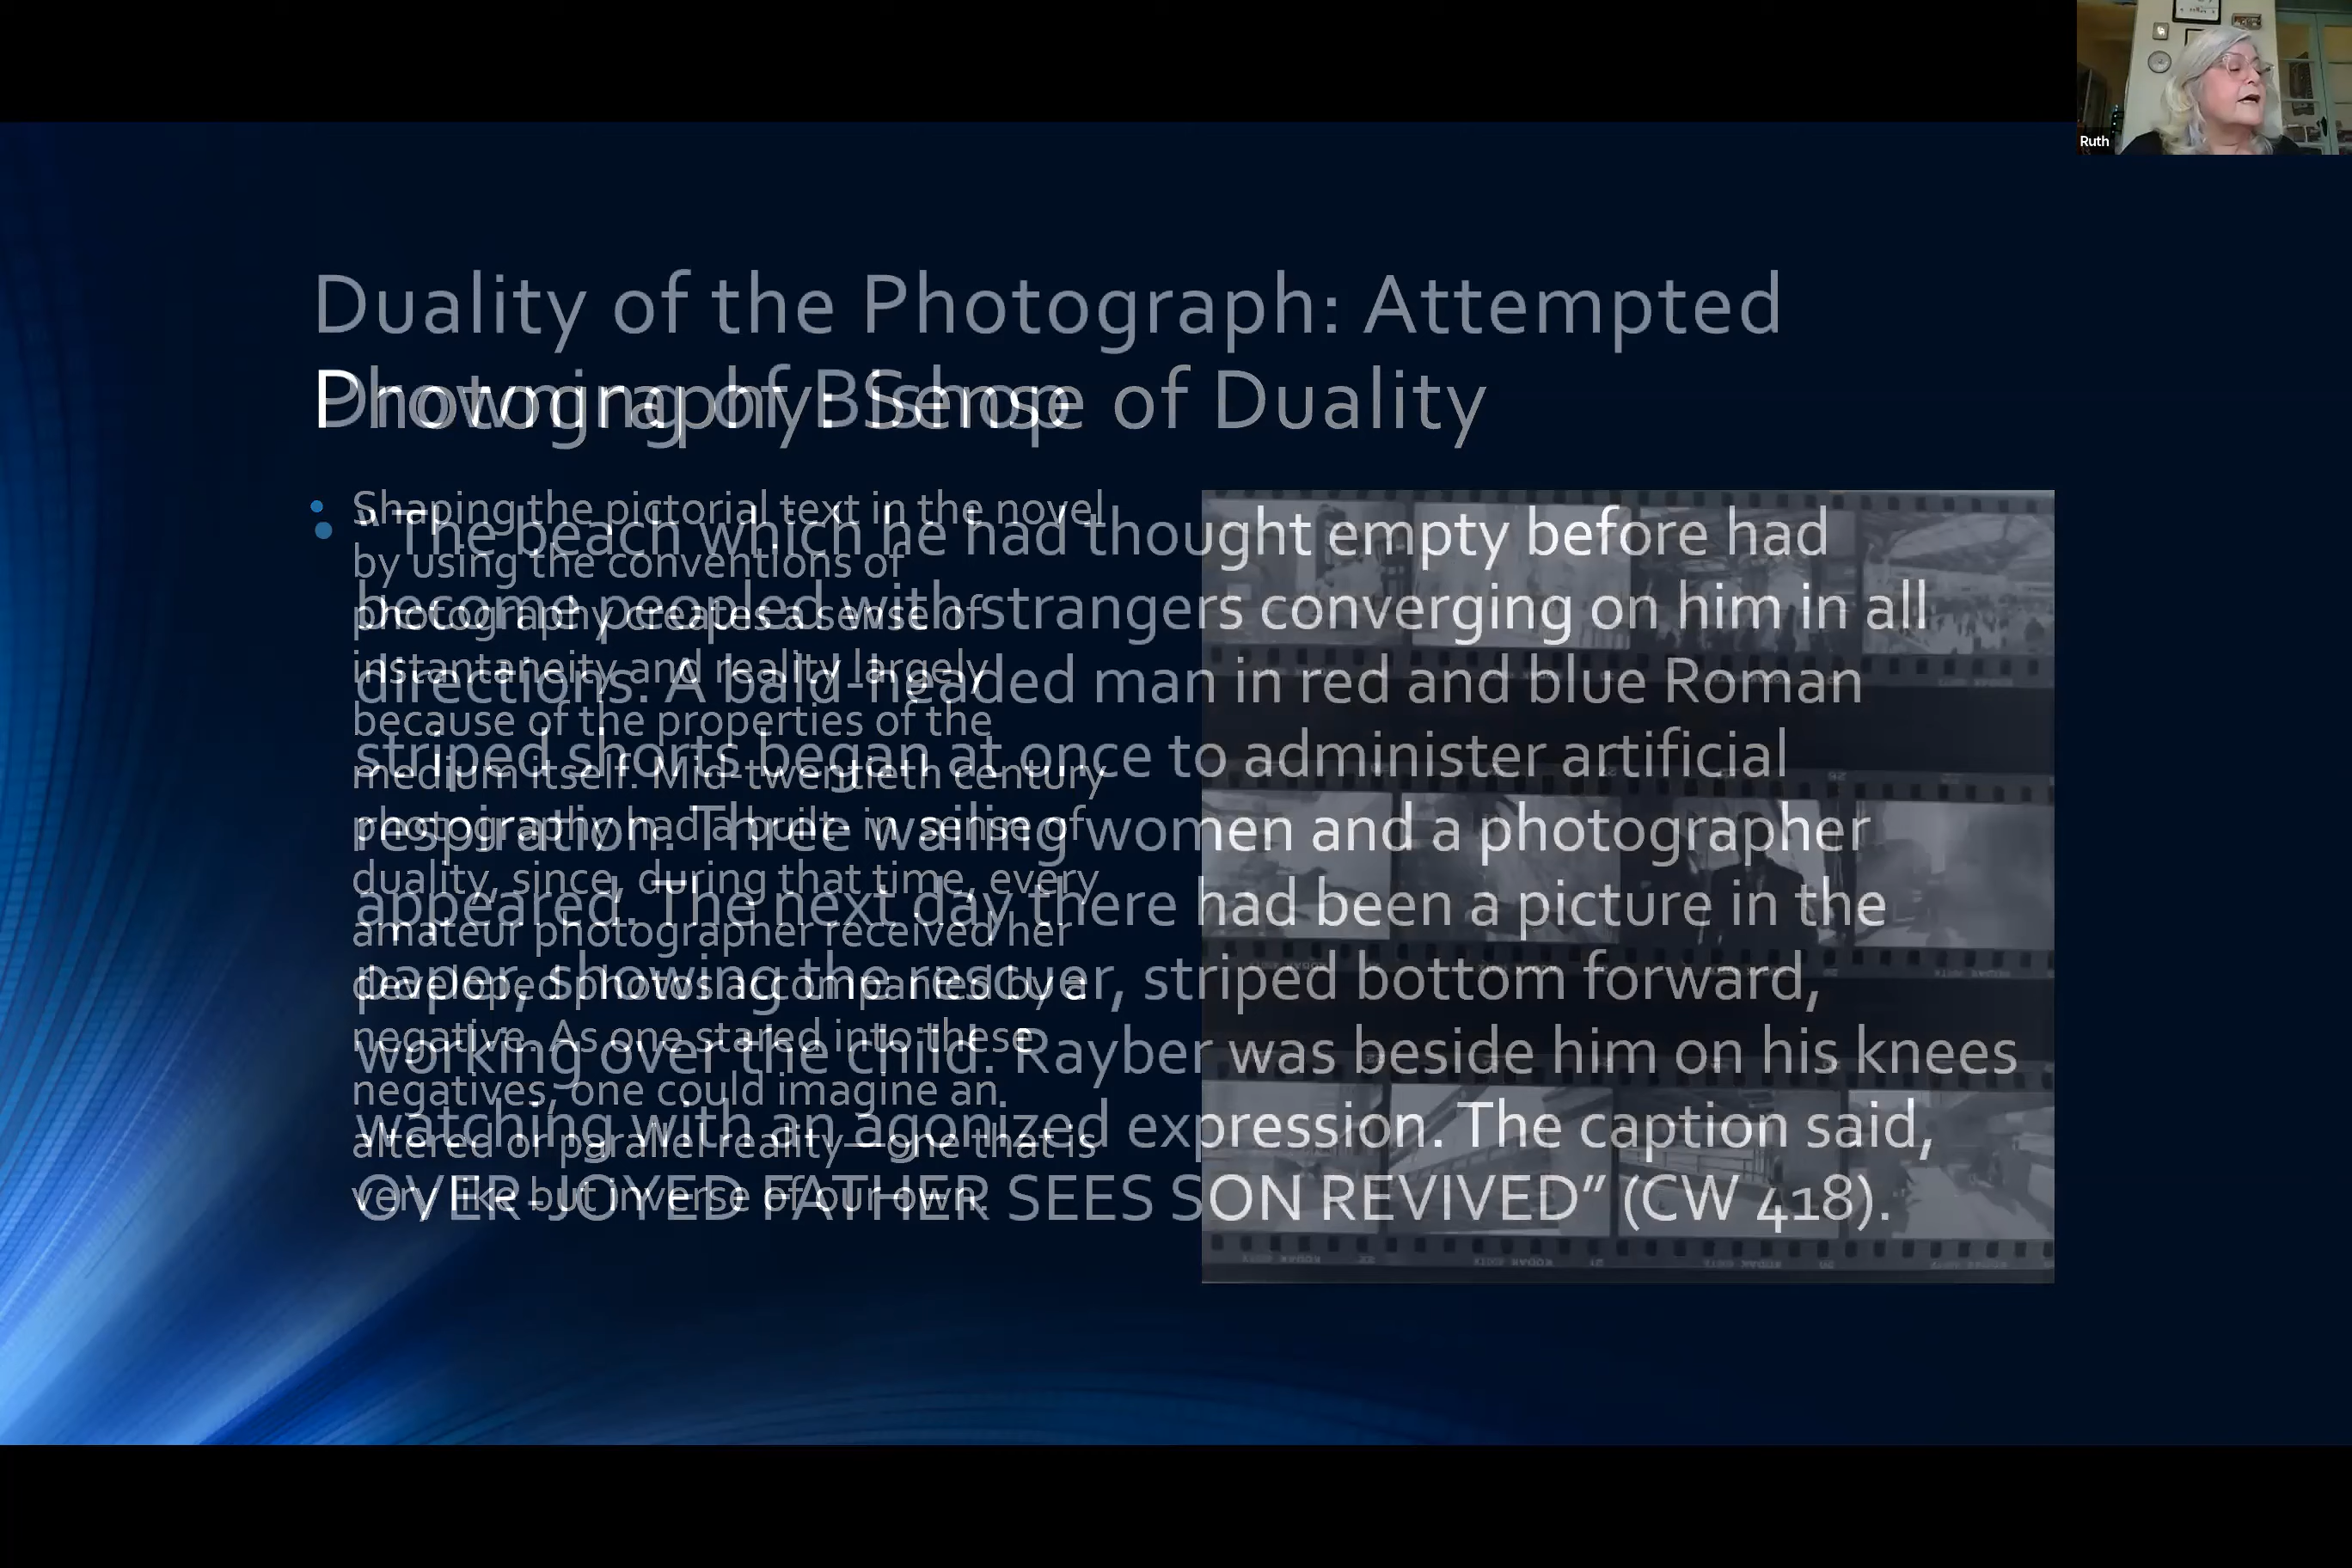 Ruth
Duality of the Photograph: Attempted
Drowning of Bishop
Photography: Sense of Duality
Shaping the pictorial text in the novel
by using the conventions of
photography creates a sense of
instantaneity and reality largely
because of the properties of the
medium itself. Mid-twentieth century
photography had a built- in sense of
duality, since, during that time, every
amateur photographer received her
developed photos accompanied by a
negative. As one stared into these
negatives, one could imagine an
altered or parallel reality—one that is
very like but inverse of our own.
“ The beach which he had thought empty before had
become peopled with strangers converging on him in all
directions. A bald-headed man in red and blue Roman
striped shorts began at once to administer artificial
respiration. Three wailing women and a photographer
appeared. The next day there had been a picture in the
paper, showing the rescuer, striped bottom forward,
working over the child. Rayber was beside him on his knees
watching with an agonized expression. The caption said,
OVER-JOYED FATHER SEES SON REVIVED” (CW 418).